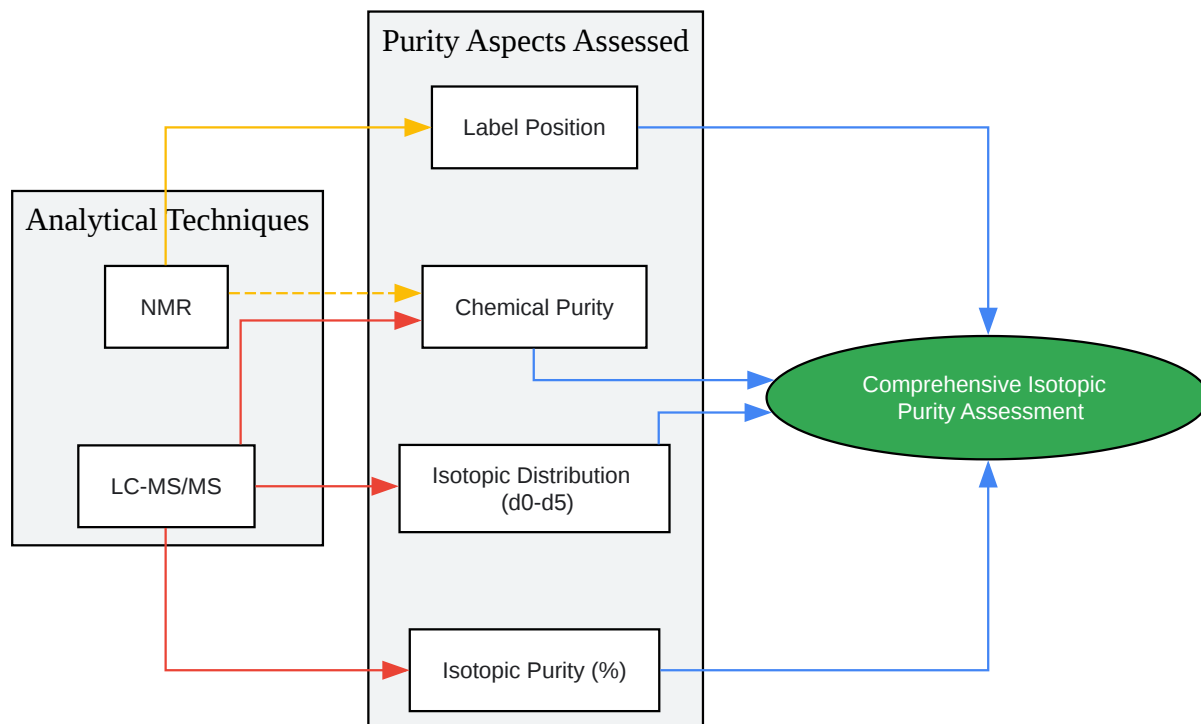 Purity Aspects Assessed
Label Position
Analytical Techniques
NMR
Chemical Purity
Comprehensive Isotopic
Purity Assessment
LC-MS/MS
Isotopic Distribution
(d0-d5)
Isotopic Purity (%)